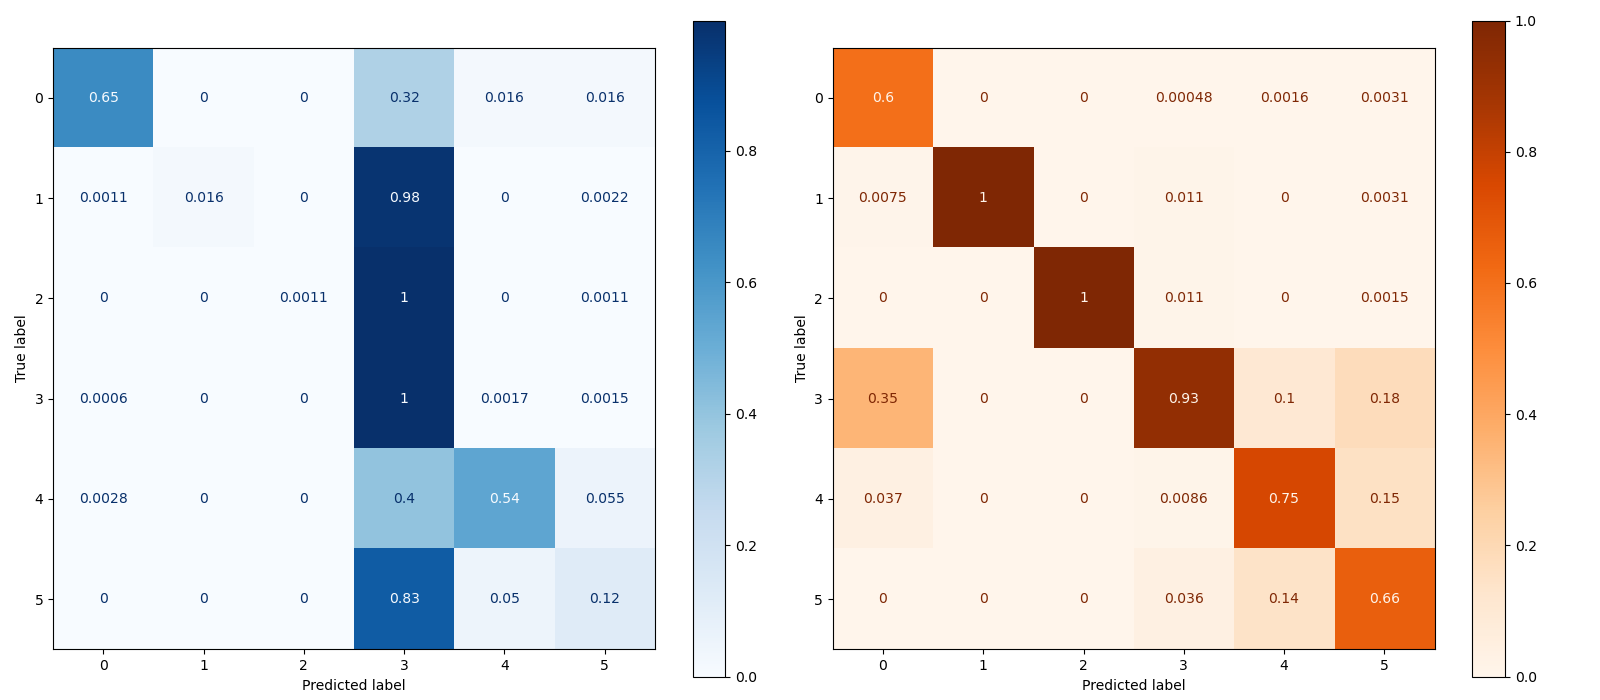 0 0.65 0 0 0.32 0.016 0.016
1 0.0011 0.016 0 0.98 0 0.0022
2 0 0 0.0011 1 0 0.0011
3 0.0006 0 0 1 0.0017 0.0015
4 0.0028 0 0 0.4 0.54 0.055
5 0 0 0 0.83 0.05 0.12
0 1 2 3 4 5
True label
Predicted label
0.8
0.6
0.4
0.2
0.0
0 0.6 0 0 0.00048 0.0016 0.0031
1 0.0075 1 0 0.011 0 0.0031
2 0 0 1 0.011 0 0.0015
3 0.35 0 0 0.93 0.1 0.18
4 0.037 0 0 0.0086 0.75 0.15
5 0 0 0 0.036 0.14 0.66
0 1 2 3 4 5
True label
Predicted label
1.0
0.8
0.6
0.4
0.2
0.0